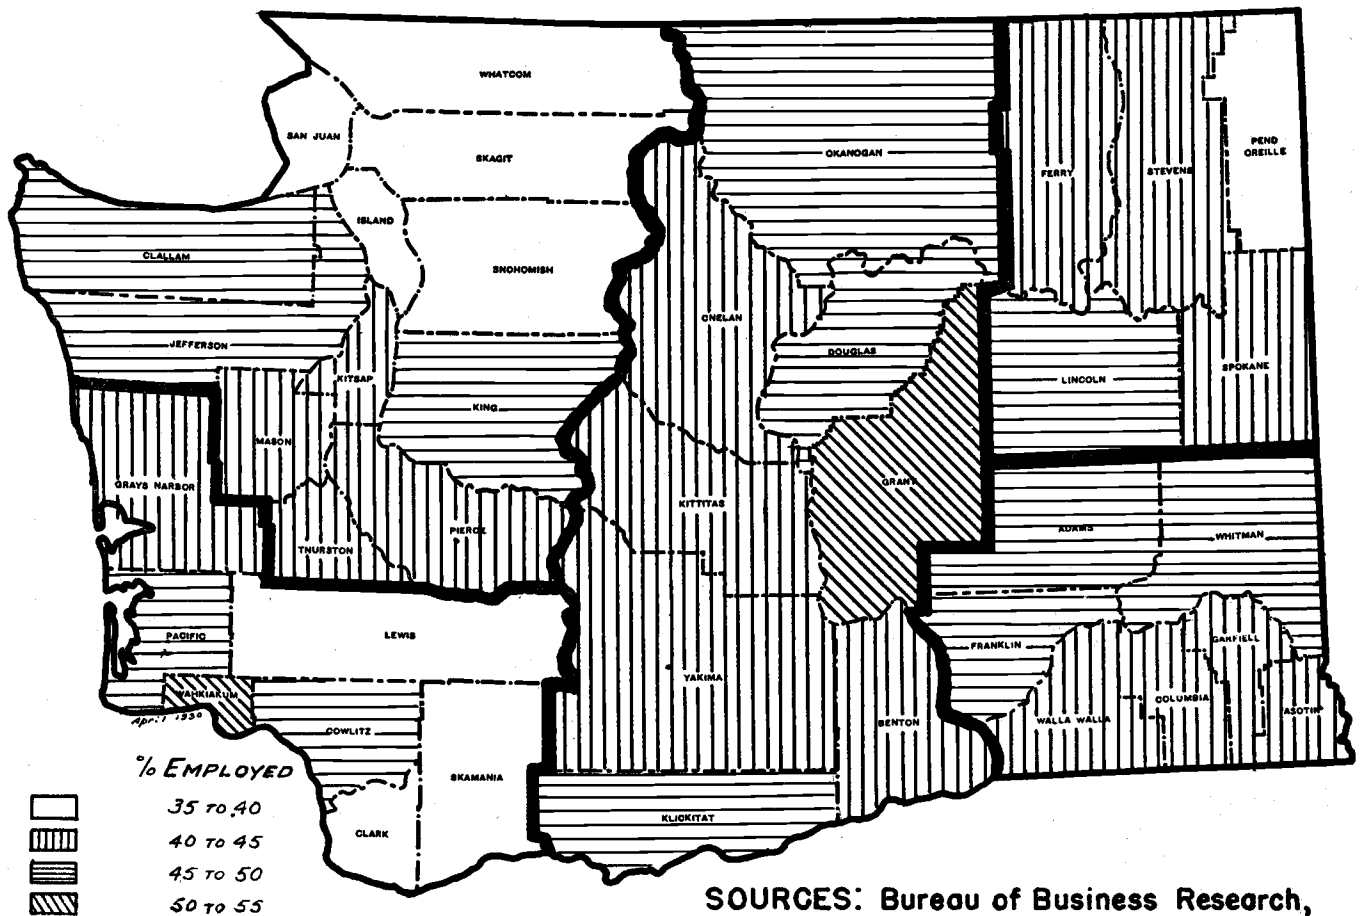 WHATCOM
SAN JUAN
SKAGIT
OKANOGAN
PEND
OREILLE
FERRY
STEVENS
ISLAND
CLALLAM
SNOHOMISH
CHELAN
JEFFERSON
DOUGLAS
KITSAP
LINCOLN
SPOKANE
KING
MASON
GRAYS HARBOR
GRANT
KITTITAS
PIERCE
ADAMS
WHITMAN
THURSTON
PACIFIC
LEWIS
FRANKLIN
GARFIELL
YAKIMA
WAHKIAKUM
COLUMBIA
ASOTIN
April 1930
BENTON
WALLA WALLA
COWLITZ
SKAMANIA
KLICKITAT
CLARK
% EMPLOYED
35 TO 40
40 TO 45
45 TO 50
50 TO 55
SOURCES: Bureau of Business Research,